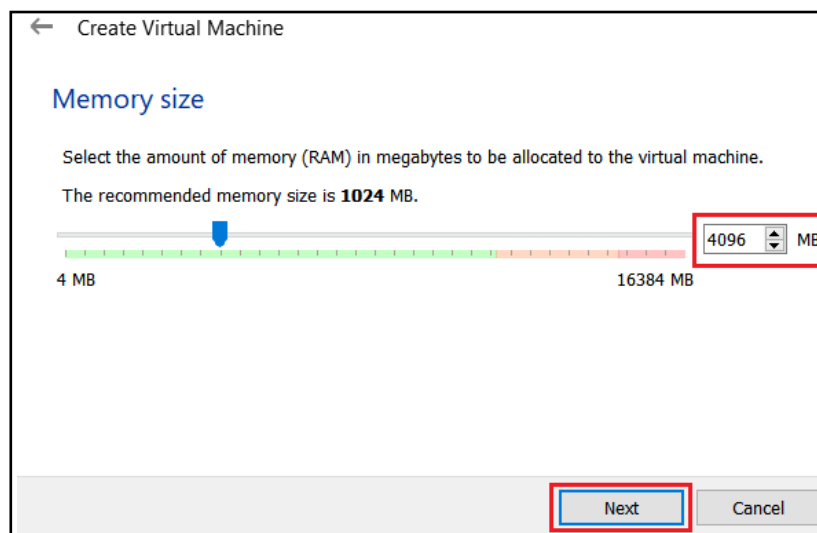 Create Virtual Machine
Memory size
Select the amount of memory (RAM) in megabytes to be allocated to the virtual machine.
The recommended memory size is 1024 MB.
4096 MB
4 MB 16384 MB
Next Cancel